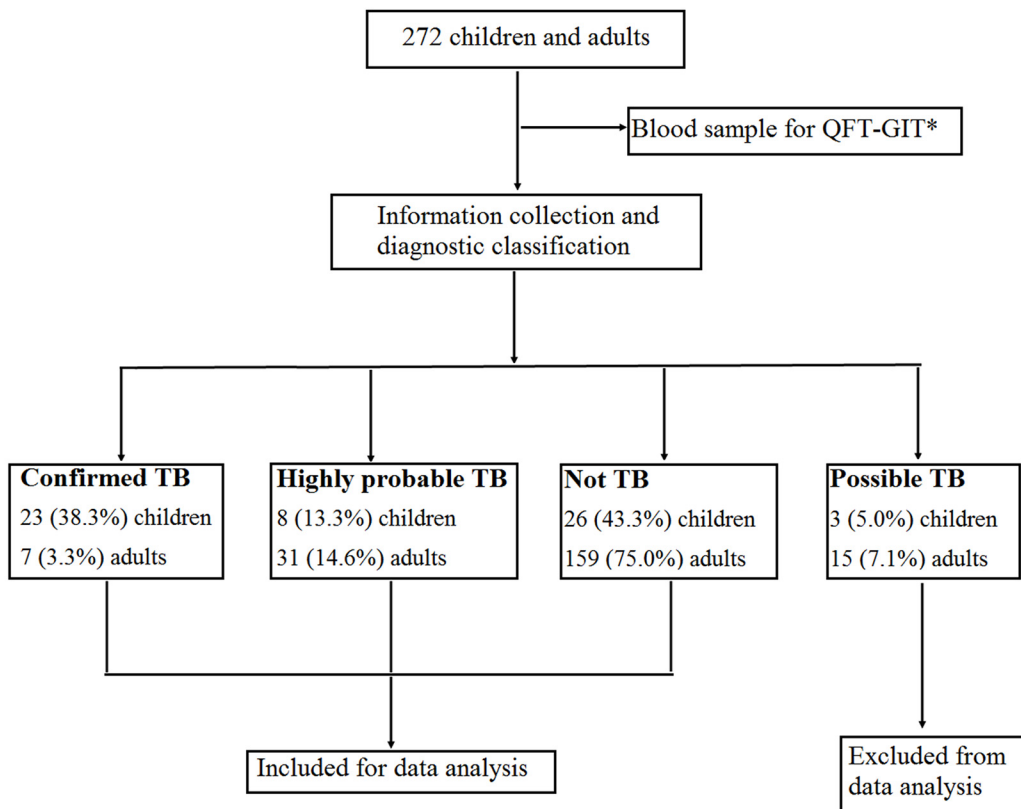 272 children and adults
Blood sample for QFT-GIT*
Information collection and
diagnostic classification
Confirmed TB
23 (38.3%) children
7 (3.3%) adults
Highly probable TB
8 (13.3%) children
31 (14.6%) adults
Not TB
26 (43.3%) children
159 (75.0%) adults
Possible TB
3 (5.0%) children
15 (7.1%) adults
Included for data analysis
Excluded from
data analysis